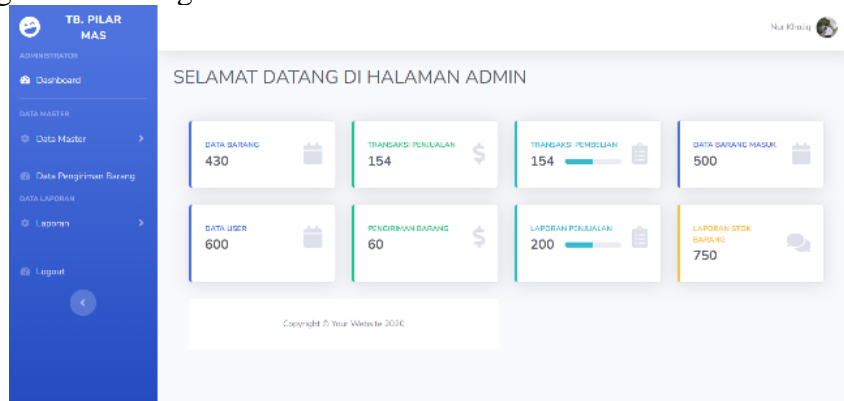 TB. PILAR
MAS
Nur Kholiq
ADMINISTRATOR
Dashboard
SELAMAT DATANG DI HALAMAN ADMIN
DATA MASTER
Data Master
Data Pengiriman Barang
DATA LAPORAN
Laporan
Logout
DATA BARANG
430
TRANSAKSI PENJUALAN
154
TRANSAKSI PEMBELIAN
154
DATA BARANG MASUK
500
DATA USER
600
PENGIRIMAN BARANG
60
LAPORAN PENJUALAN
200
LAPORAN STOK
BARANG
750
Copyright © Your Website 2020